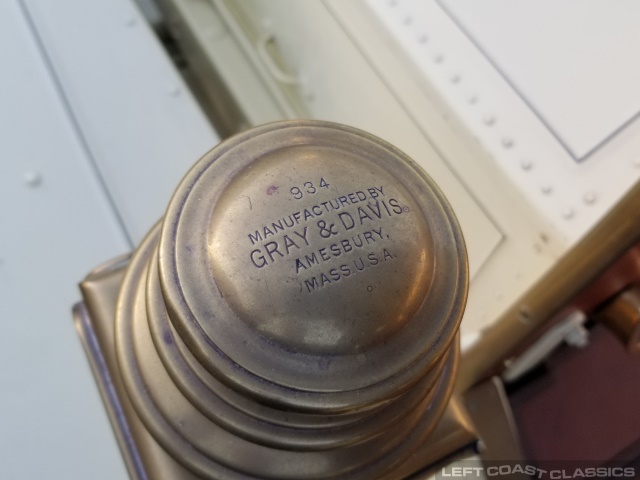 934
MANUFACTURED BY
GRAY & DAVIS
AMESBURY,
MASS U.S.A.
LEFT COAST CLASSICS